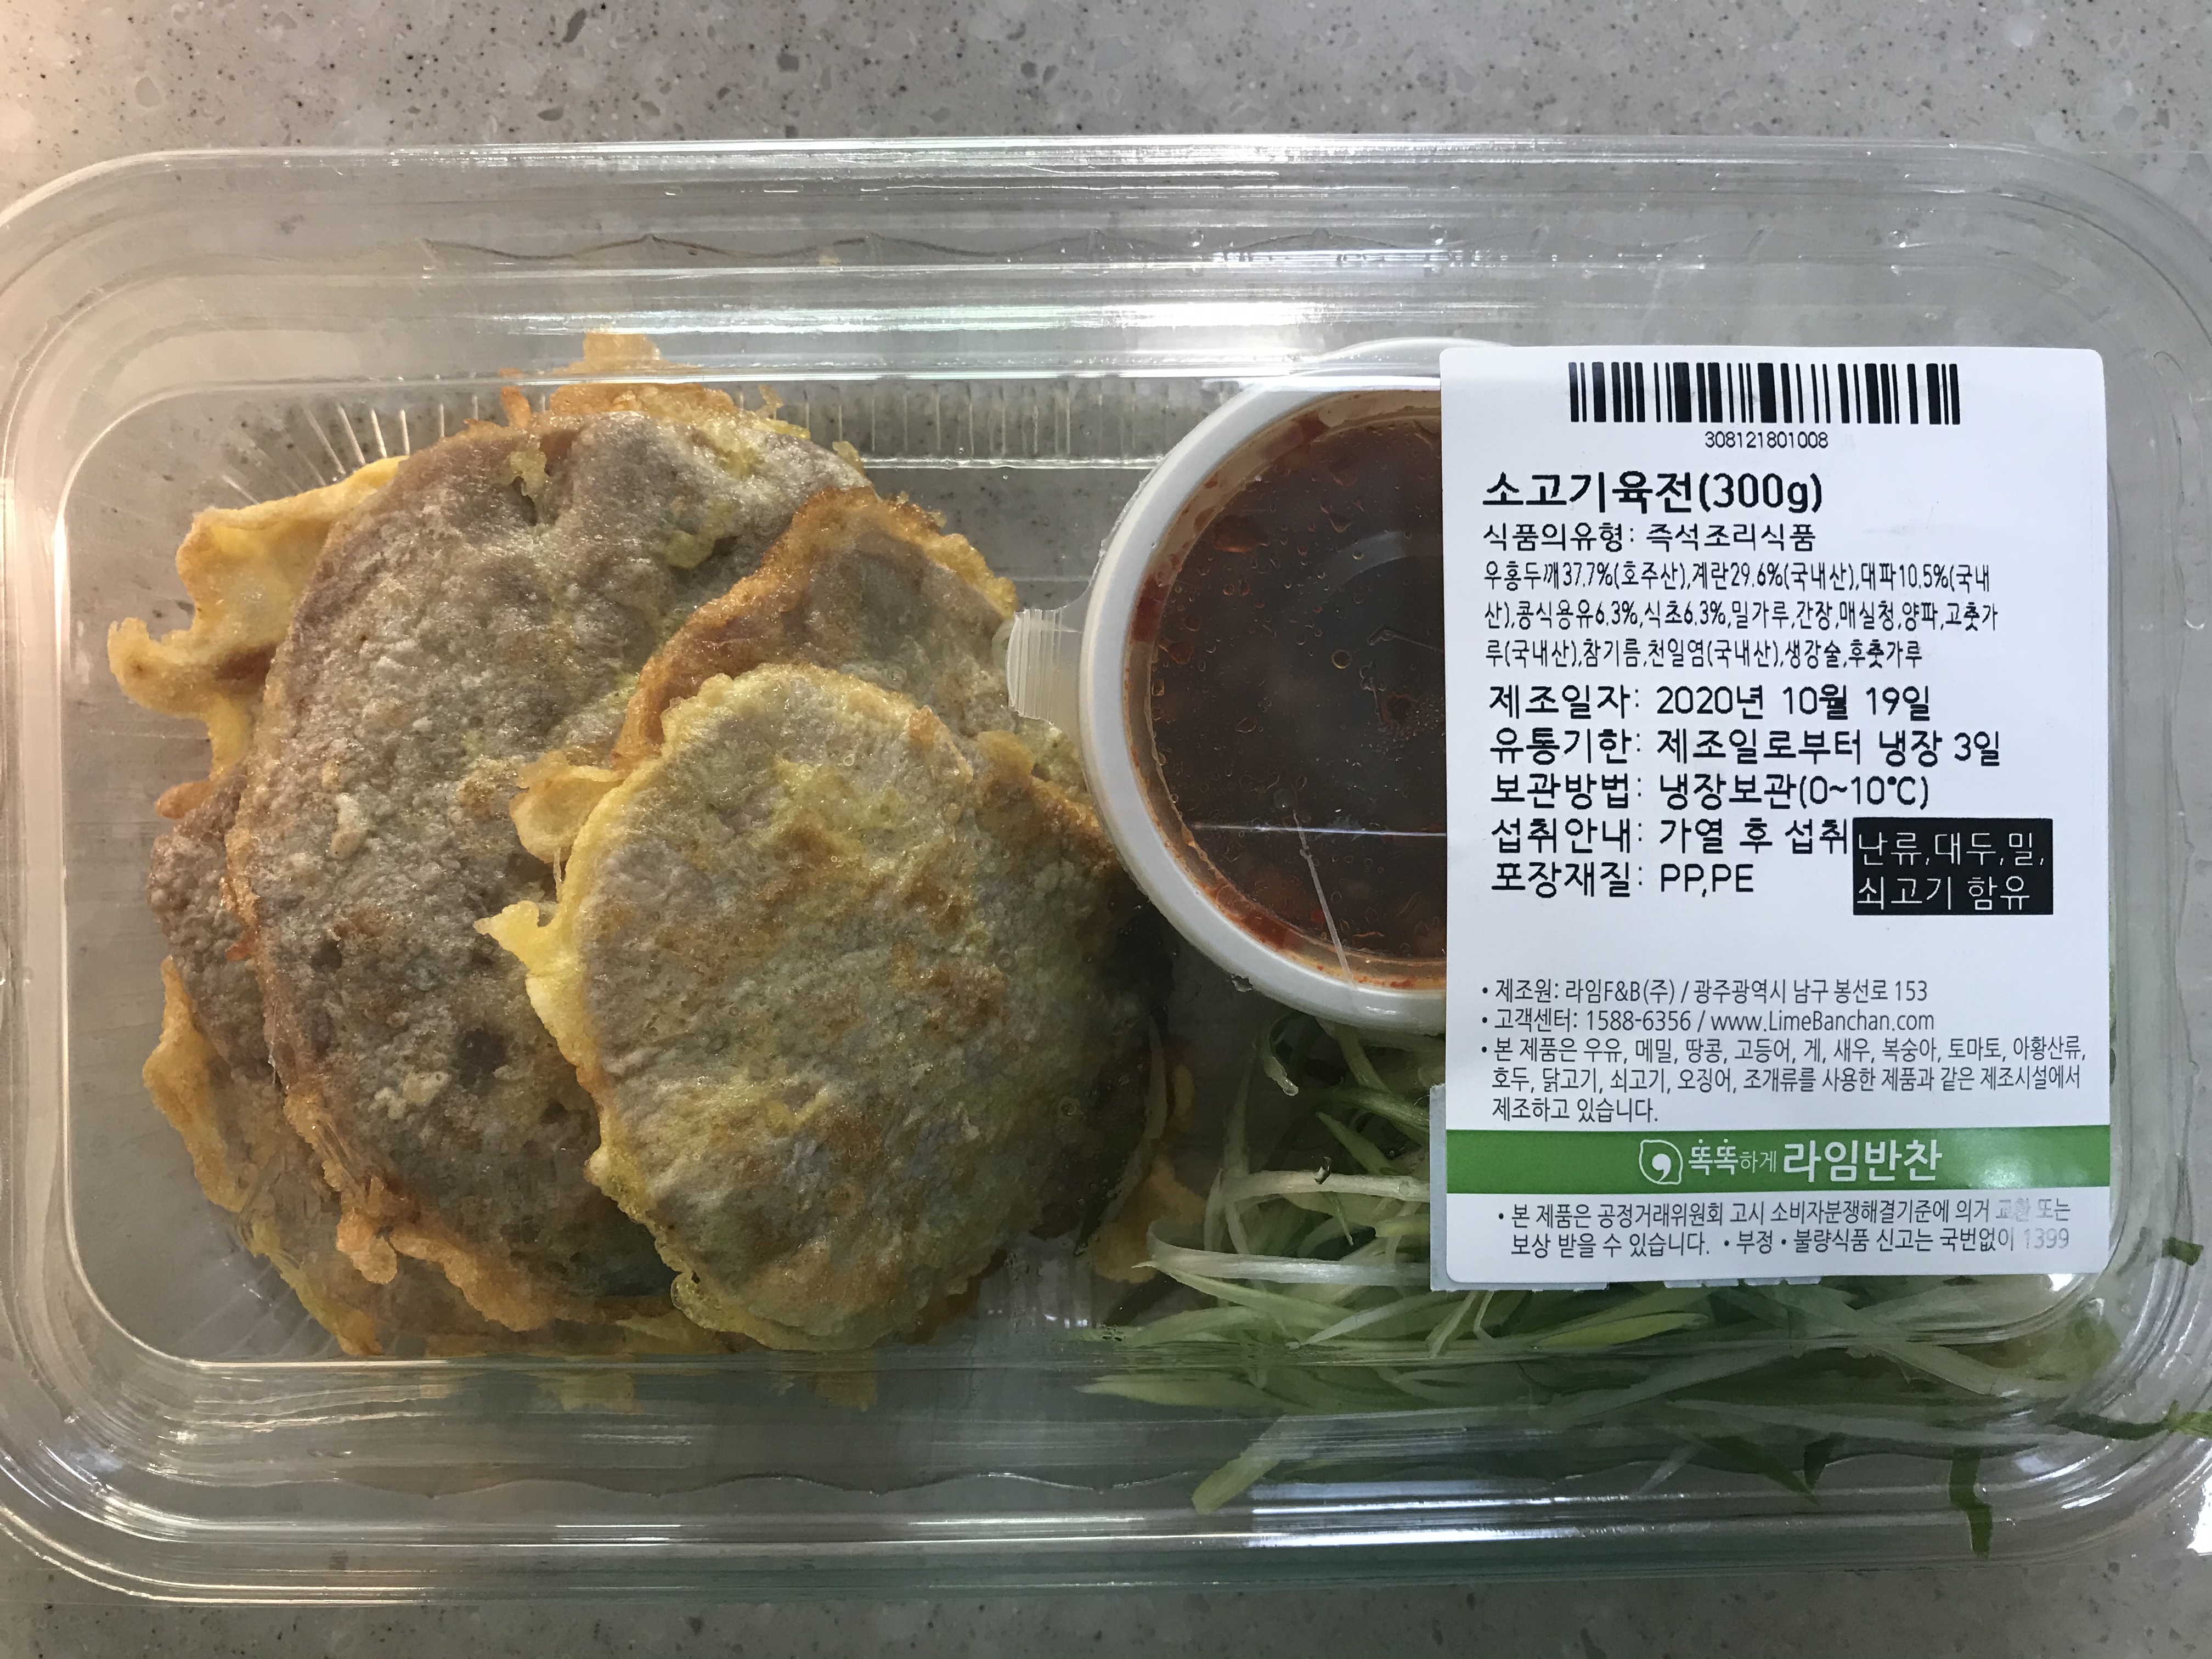 308121801008
소고기육전(300g)
식품의유형: 즉석조리식품
우홍두깨37.7%(호주산),계란29.6%(국내산),대파10.5%(국내
산),콩식용유6.3%,식초6.3%,밀가루,간장,매실청,양파,고춧가
루(국내산),참기름,천일염(국내산),생강술,후춧가루
제조일자: 2020년 10월 19일
유통기한: 제조일로부터 냉장 3일
보관방법: 냉장보관(0~10℃)
섭취안내: 가열 후 섭취
포장재질: PP,PE
난류,대두,밀,
쇠고기 함유
• 제조원: 라임F&B(주) / 광주광역시 남구 봉선로 153
• 고객센터: 1588-6356 / www.LimeBanchan.com
• 본 제품은 우유, 메밀, 땅콩, 고등어, 게, 새우, 복숭아, 토마토, 아황산류,
호두, 닭고기, 쇠고기, 오징어, 조개류를 사용한 제품과 같은 제조시설에서
제조하고 있습니다.
똑똑하게 라임반찬
• 본 제품은 공정거래위원회 고시 소비자분쟁해결기준에 의거 교환 또는
보상 받을 수 있습니다. • 부정 • 불량식품 신고는 국번없이 1399